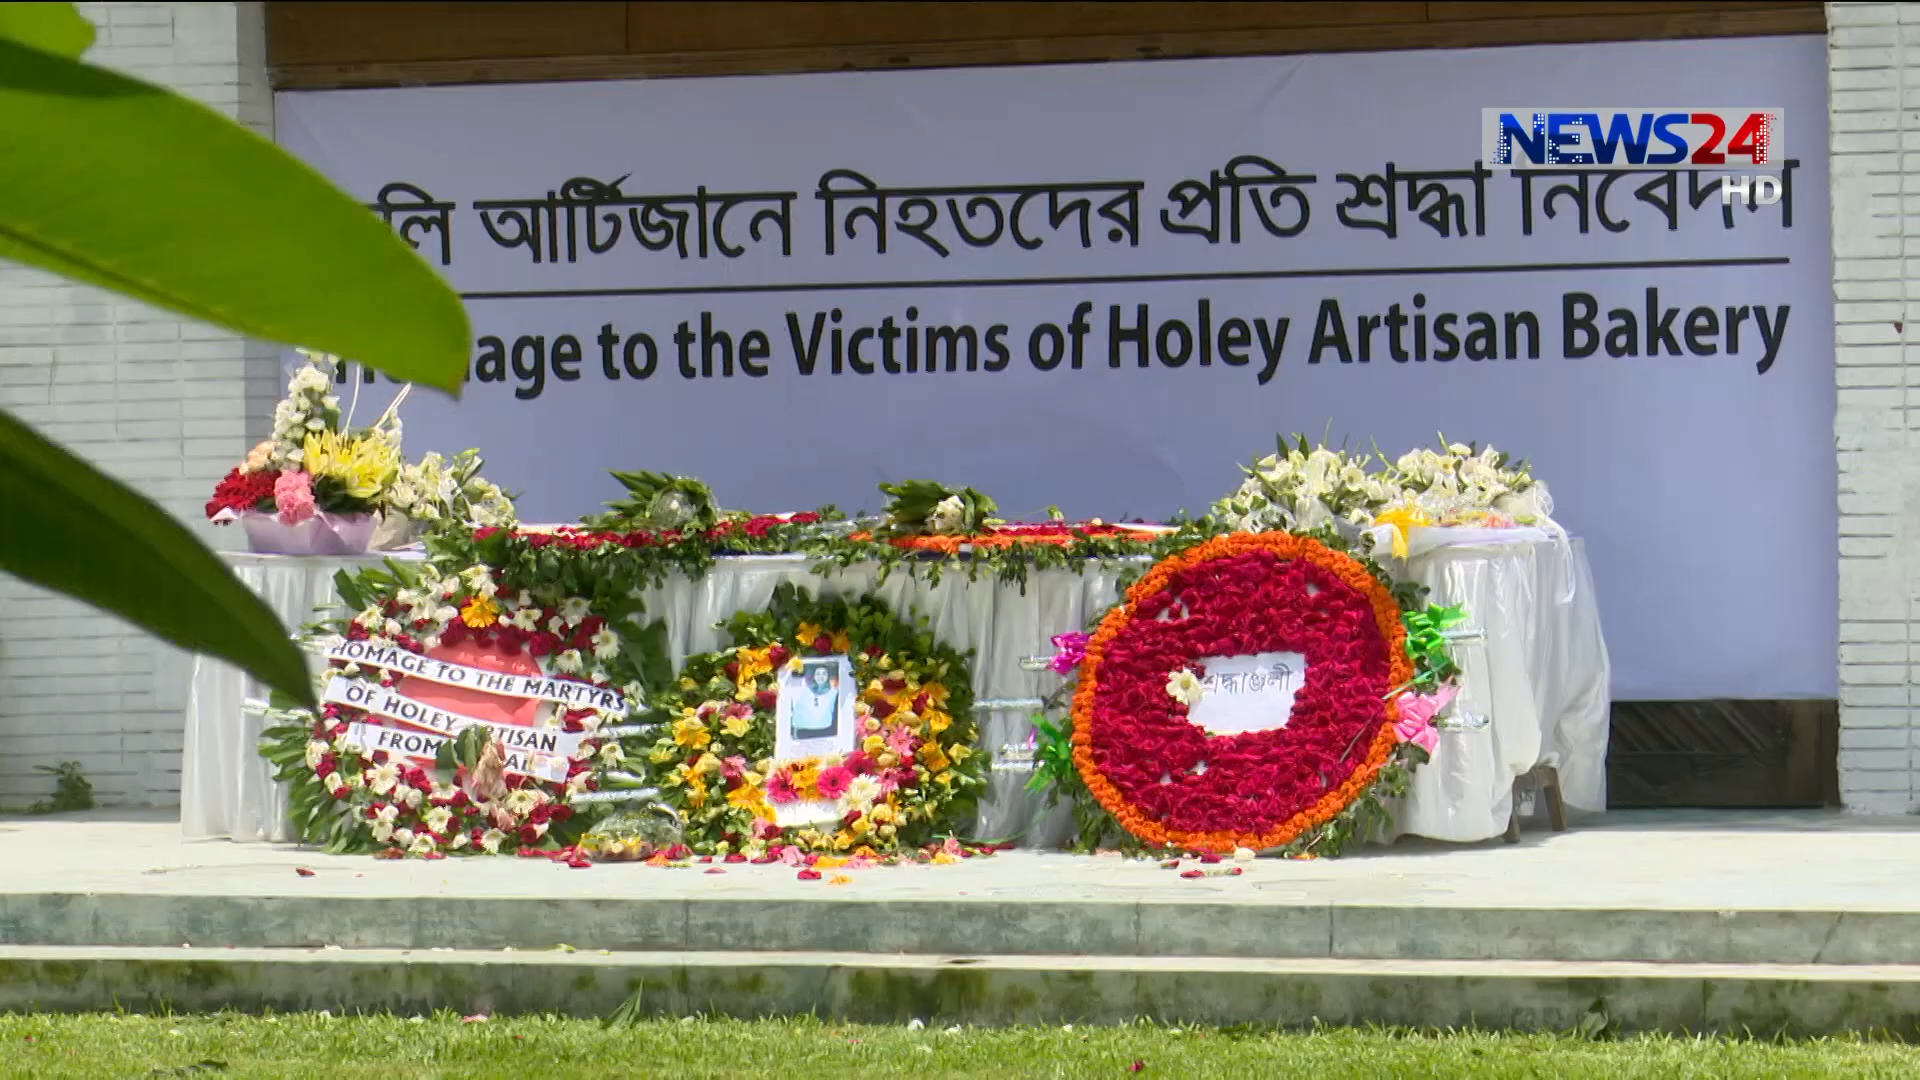 NEWS24
HD
আর্টিজানে নিহতদের প্রতি শ্রদ্ধা নিবেদন
to the Victims of Holey Artisan Bakery
HOMAGE TO THE MARTYRS
OF HOLEY ARTISAN
FROM
শ্রদ্ধাঞ্জলী